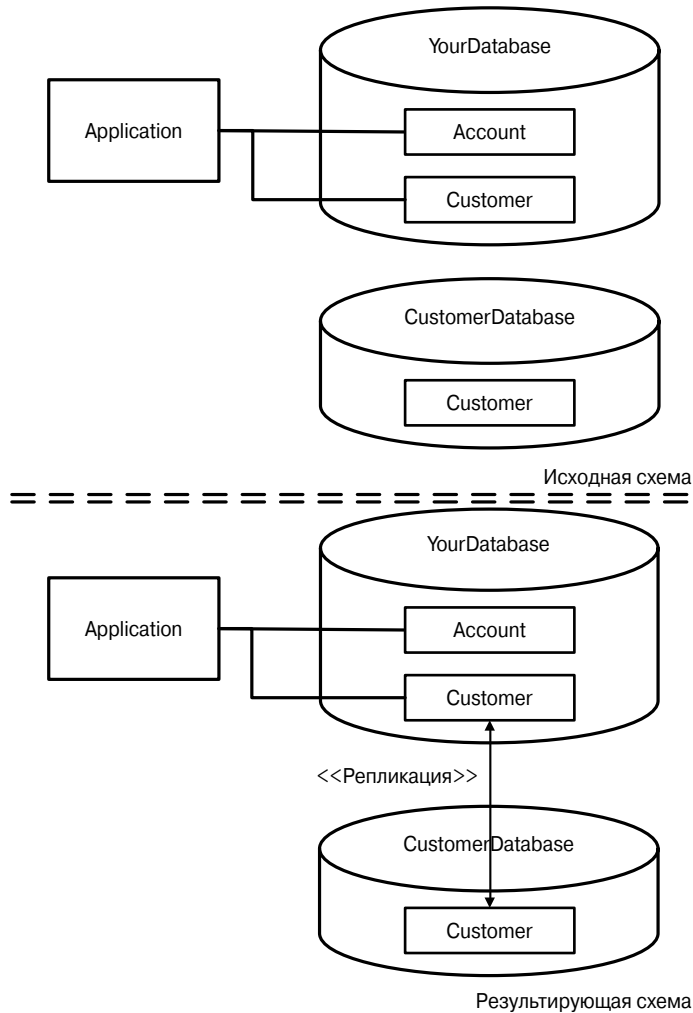 YourDatabase
Application
Account
Customer
CustomerDatabase
Customer
Исходная схема
YourDatabase
Application
Account
Customer
<<Репликация>>
CustomerDatabase
Customer
Результирующая схема